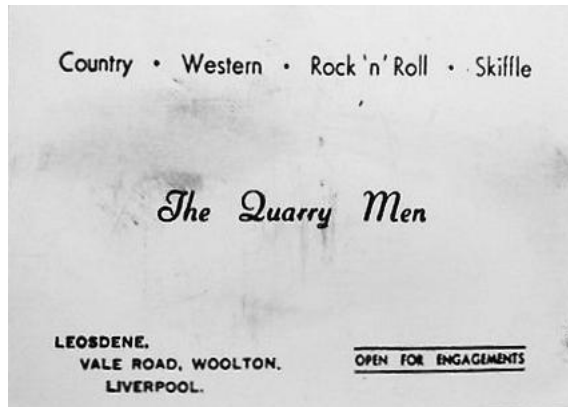 Country • Western • Rock 'n' Roll • Skiffle
The Quarry Men
LEOSDENE,
VALE ROAD, WOOLTON,
LIVERPOOL.
OPEN FOR ENGAGEMENTS